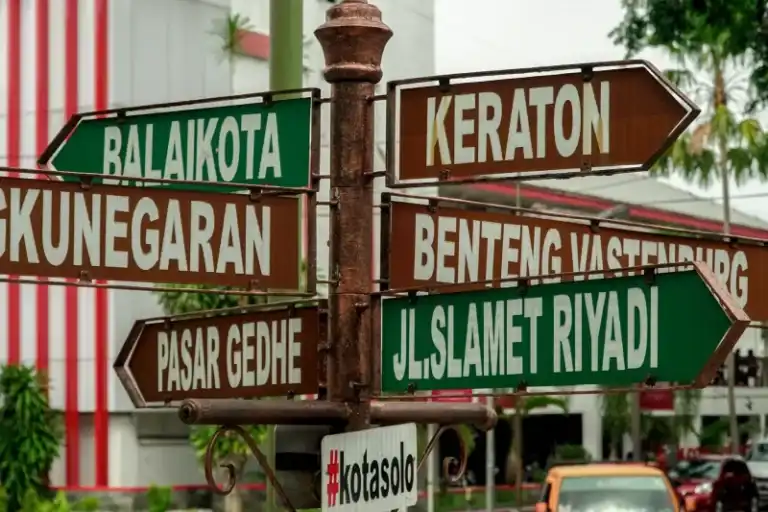 BALAIKOTA
KERATON
GKUNEGARAN
BENTENG VASTENBURG
PASAR GEDHE
JL.SLAMET RIYADI
#kotasolo